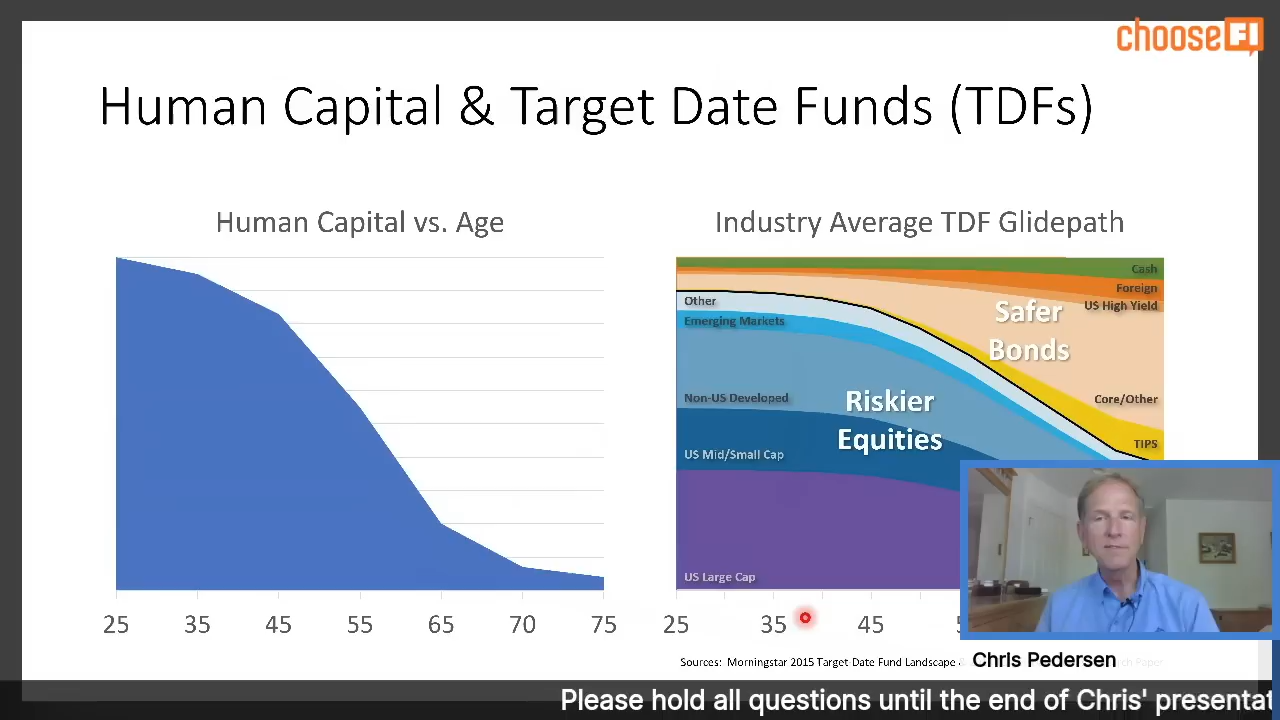 chooseFI
Human Capital & Target Date Funds (TDFs)
Human Capital vs. Age
25 35 45 55 65 70 75
Industry Average TDF Glidepath
Cash
Foreign
US High Yield
Safer
Bonds
Core/Other
TIPS
Other
Emerging Markets
Non-US Developed
Riskier
Equities
US Mid/Small Cap
US Large Cap
25 35 45
Sources: Morningstar 2015 Target Date Fund Landscape
Paper
Chris Pedersen
Please hold all questions until the end of Chris'